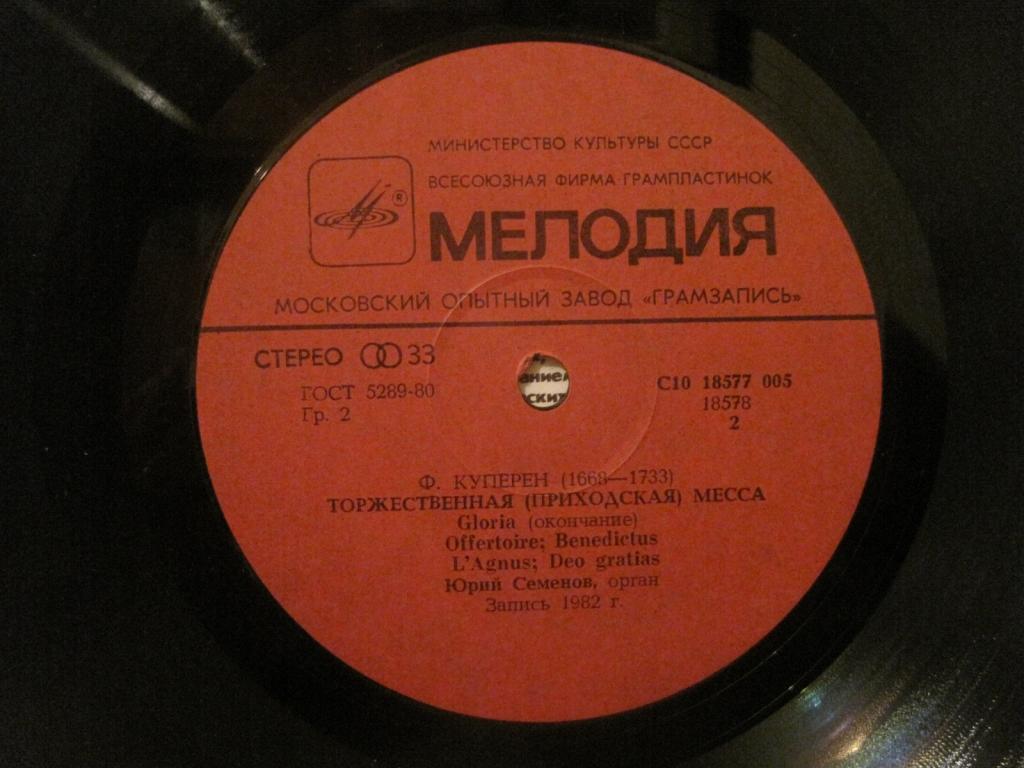 МИНИСТЕРСТВО КУЛЬТУРЫ СССР
ВСЕСОЮЗНАЯ ФИРМА ГРАМПЛАСТИНОК
®
МЕЛОДИЯ
МОСКОВСКИЙ ОПЫТНЫЙ ЗАВОД «ГРАМЗАПИСЬ»
СТЕРЕО 33
ГОСТ 5289-80
Гр. 2
С10 18577 005
18578
2
Ф. КУПЕРЕН (1668—1733)
ТОРЖЕСТВЕННАЯ (ПРИХОДСКАЯ) МЕССА
Gloria (окончание)
Offertoire; Benedictus
L'Agnus; Deo gratias
Юрий Семенов, орган
Запись 1982 г.